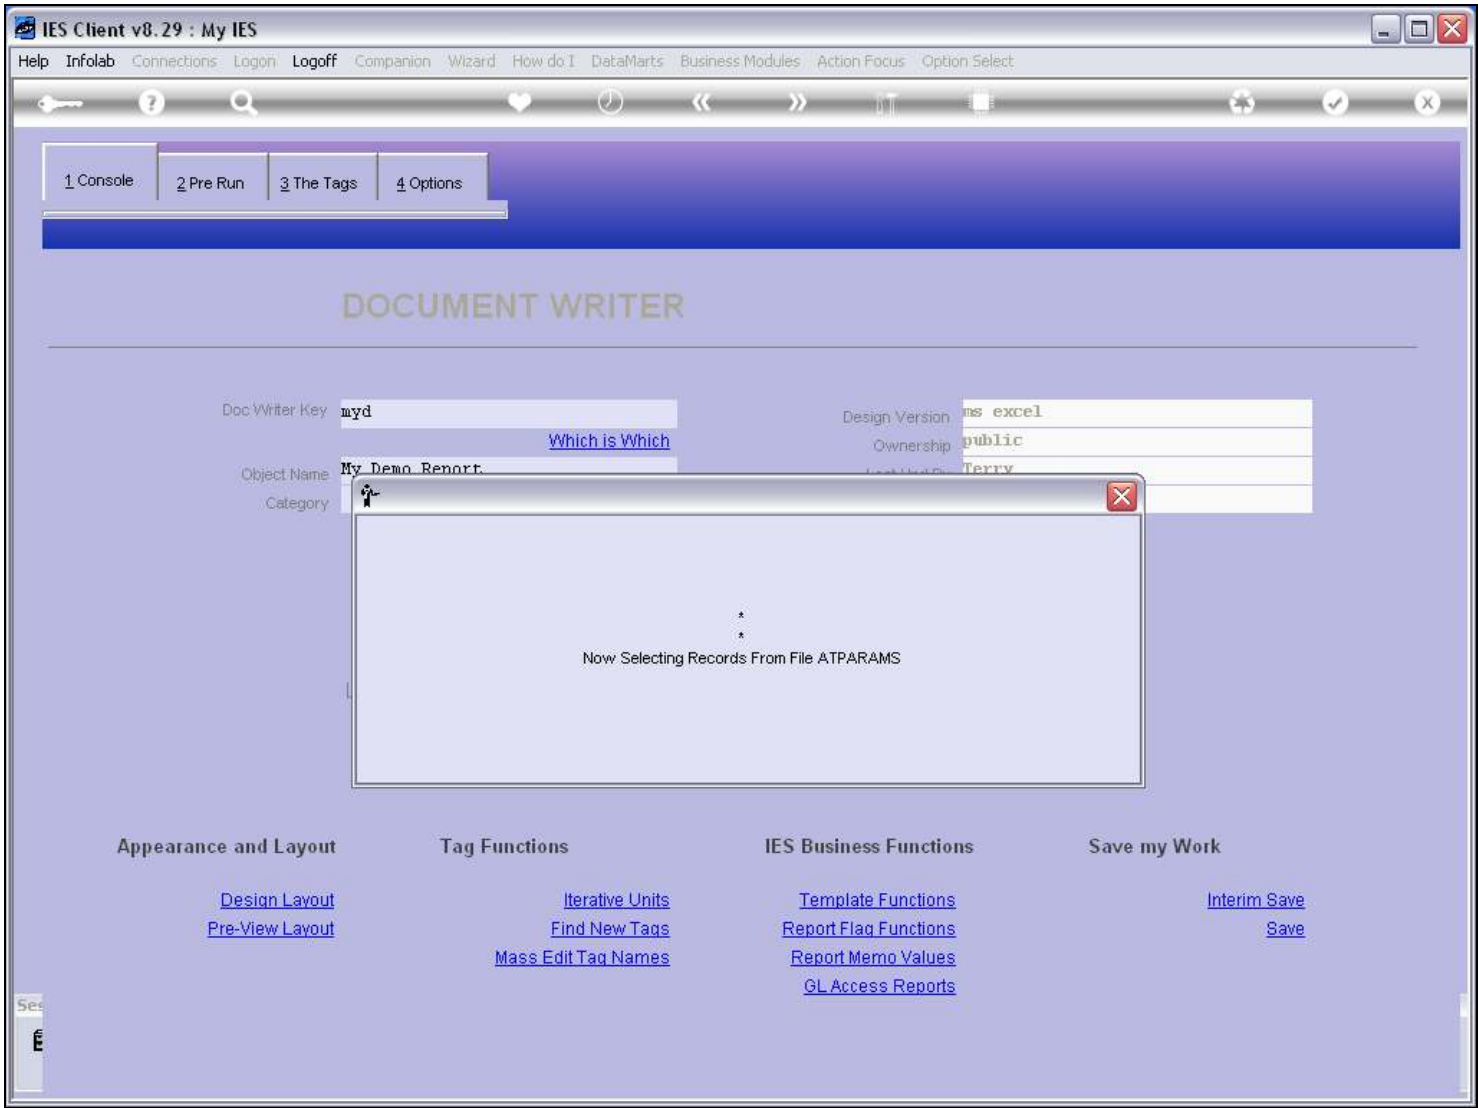 IES Client v8.29 : My IES
Help Infolab Connections Logon Logoff Companion Wizard How do I DataMarts Business Modules Action Focus Option Select
1 Console 2 Pre Run 3 The Tags 4 Options
DOCUMENT WRITER
Doc Writer Key myd
Which is Which
Object Name My Demo Report
Category
Design Version ms excel
Ownership public
Terry
*
*
Now Selecting Records From File ATPARAMS
Appearance and Layout
Design Layout
Pre-View Layout
Tag Functions
Iterative Units
Find New Tags
Mass Edit Tag Names
IES Business Functions
Template Functions
Report Flag Functions
Report Memo Values
GL Access Reports
Save my Work
Interim Save
Save